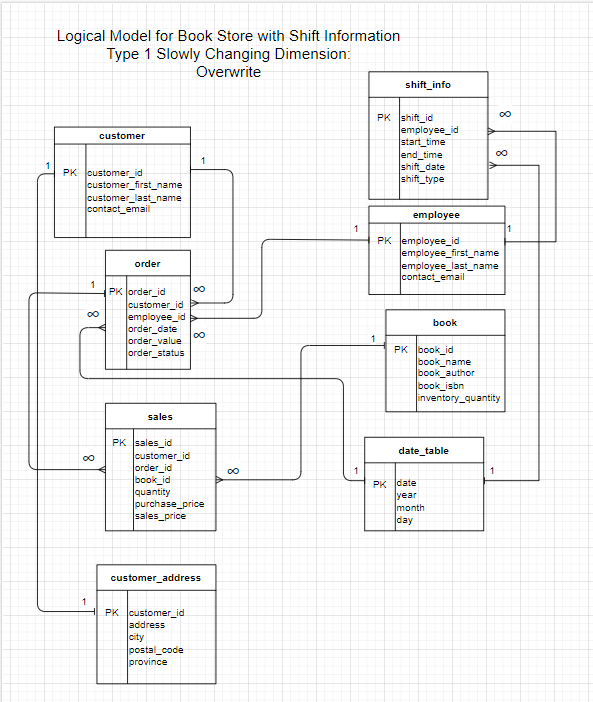 Logical Model for Book Store with Shift Information
Type 1 Slowly Changing Dimension:
Overwrite
shift_info
PK shift_id
employee_id
start_time
end_time
shift_date
shift_type
∞
∞
customer
PK customer_id
customer_first_name
customer_last_name
contact_email
1
1
employee
PK employee_id
employee_first_name
employee_last_name
contact_email
1
1
order
PK order_id
customer_id
employee_id
order_date
order_value
order_status
1
∞
∞
∞
book
PK book_id
book_name
book_author
book_isbn
inventory_quantity
1
sales
PK sales_id
customer_id
order_id
book_id
quantity
purchase_price
sales_price
∞
∞
date_table
PK date
year
month
day
1
1
customer_address
PK customer_id
address
city
postal_code
province
1